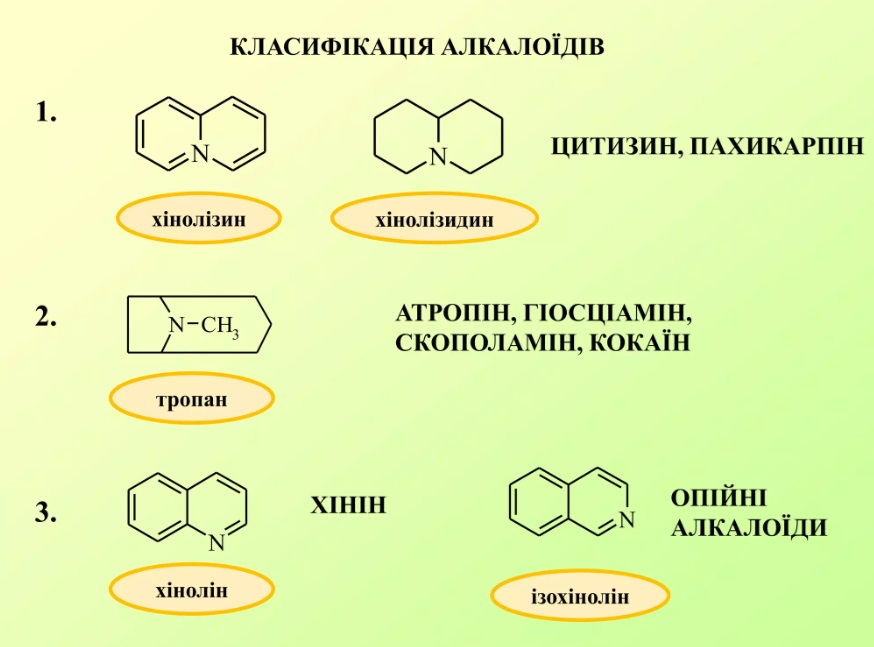 КЛАСИФІКАЦІЯ АЛКАЛОЇДІВ
1.
N
N
ЦИТИЗИН, ПАХИКАРПІН
хінолізин
хінолізидин
2.
N−CH3
АТРОПІН, ГІОСЦІАМІН,
СКОПОЛАМІН, КОКАЇН
тропан
3.
N
ХІНІН
N
ОПІЙНІ
АЛКАЛОЇДИ
хінолін
ізохінолін